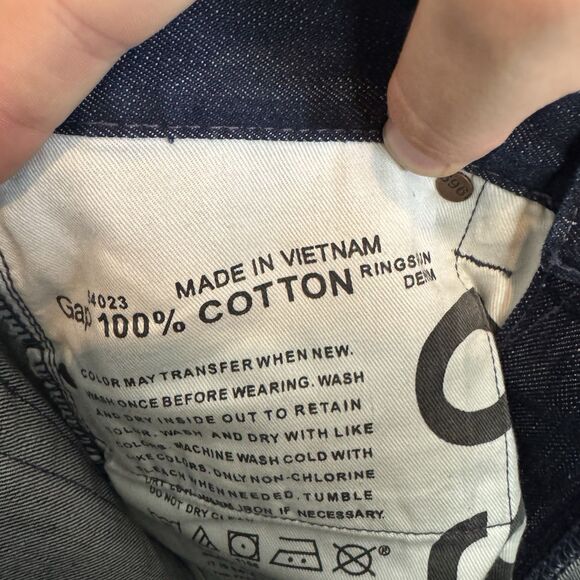 MADE IN VIETNAM
4023
Gap 100% COTTON RINGSPUN
DENIM
COLOR MAY TRANSFER WHEN NEW.
WASH ONCE BEFORE WEARING. WASH
AND DRY INSIDE OUT TO RETAIN
COLOR. WASH AND DRY WITH LIKE
COLORS. MACHINE WASH COLD WITH
LIKE COLORS. ONLY NON-CHLORINE
BLEACH WHEN NEEDED. TUMBLE
DRY IRON IF NECESSARY.
DO NOT DRY CLEAN
®